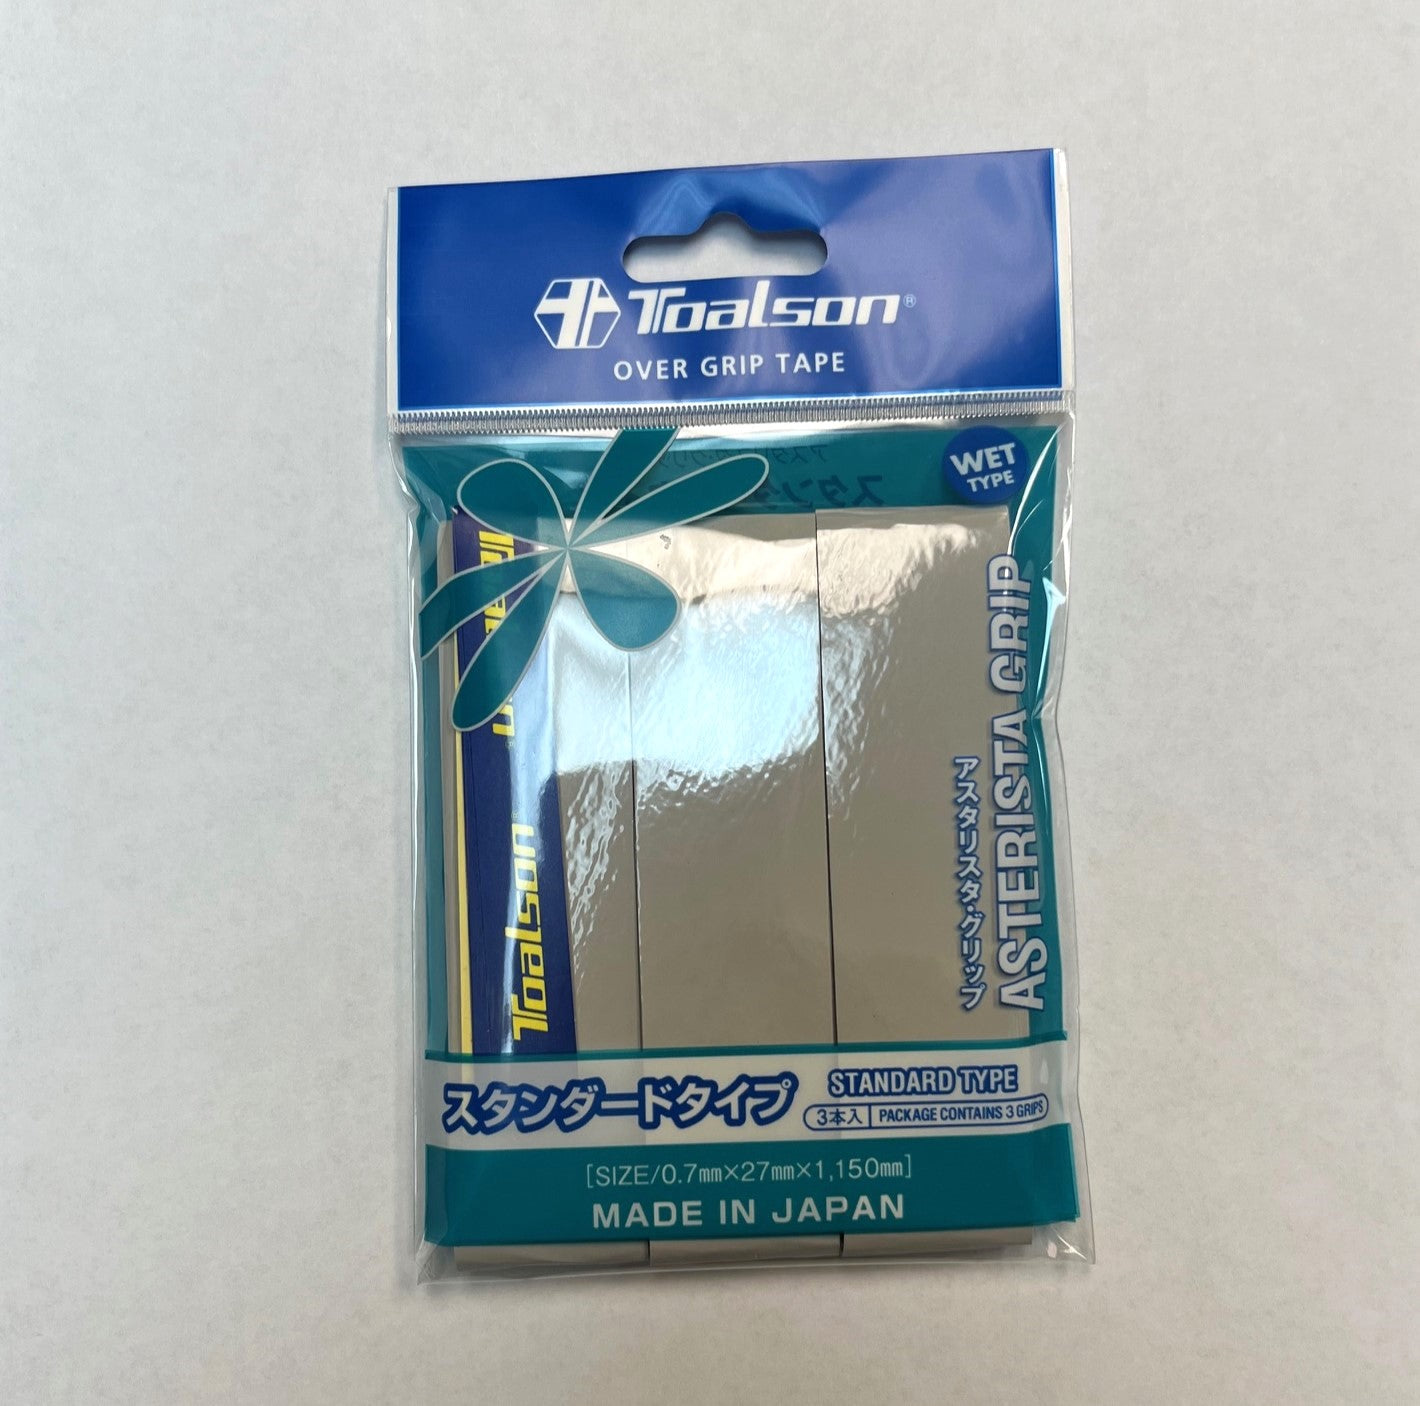 Toalson®
OVER GRIP TAPE
WET
TYPE
ASTERISTA GRIP
アスタリスタ・グリップ
Toalson
スタンダードタイプ
STANDARD TYPE
3本入 PACKAGE CONTAINS 3 GRIPS
[SIZE/0.7㎜×27㎜×1,150㎜]
MADE IN JAPAN